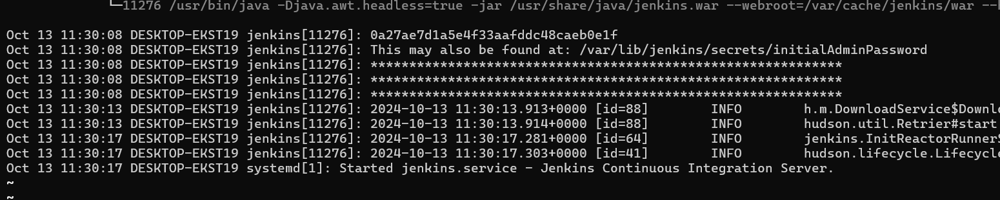 └─11276 /usr/bin/java -Djava.awt.headless=true -jar /usr/share/java/jenkins.war --webroot=/var/cache/jenkins/war --h
Oct 13 11:30:08 DESKTOP-EKST19 jenkins[11276]: 0a27ae7d1a5e4f33aafddc48caeb0e1f
Oct 13 11:30:08 DESKTOP-EKST19 jenkins[11276]: This may also be found at: /var/lib/jenkins/secrets/initialAdminPassword
Oct 13 11:30:08 DESKTOP-EKST19 jenkins[11276]: *************************************************************
Oct 13 11:30:08 DESKTOP-EKST19 jenkins[11276]: *************************************************************
Oct 13 11:30:08 DESKTOP-EKST19 jenkins[11276]: *************************************************************
Oct 13 11:30:13 DESKTOP-EKST19 jenkins[11276]: 2024-10-13 11:30:13.913+0000 [id=88]        INFO        h.m.DownloadService$Downlo
Oct 13 11:30:13 DESKTOP-EKST19 jenkins[11276]: 2024-10-13 11:30:13.914+0000 [id=88]        INFO        hudson.util.Retrier#start
Oct 13 11:30:17 DESKTOP-EKST19 jenkins[11276]: 2024-10-13 11:30:17.281+0000 [id=64]        INFO        jenkins.InitReactorRunner$
Oct 13 11:30:17 DESKTOP-EKST19 jenkins[11276]: 2024-10-13 11:30:17.303+0000 [id=41]        INFO        hudson.lifecycle.Lifecycle
Oct 13 11:30:17 DESKTOP-EKST19 systemd[1]: Started jenkins.service - Jenkins Continuous Integration Server.
~
~